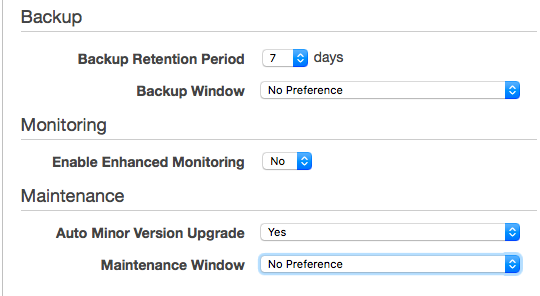 Backup
Backup Retention Period 7 days
Backup Window No Preference
Monitoring
Enable Enhanced Monitoring No
Maintenance
Auto Minor Version Upgrade Yes
Maintenance Window No Preference